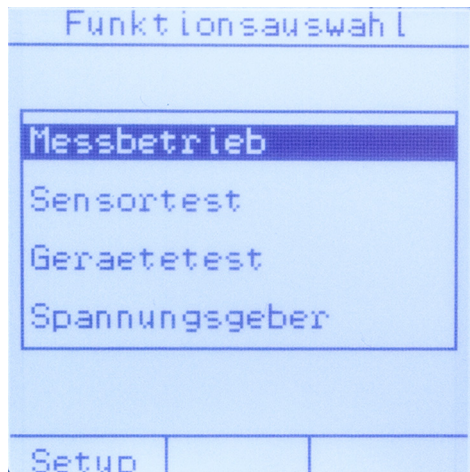 Funktionsauswahl
Messbetrieb
Sensortest
Geraetetest
Spannungsgeber
Setup